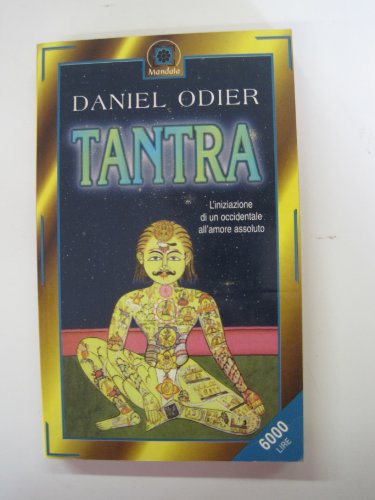 Mandala
DANIEL ODIER
TANTRA
L'iniziazione
di un occidentale
all'amore assoluto
6000
LIRE